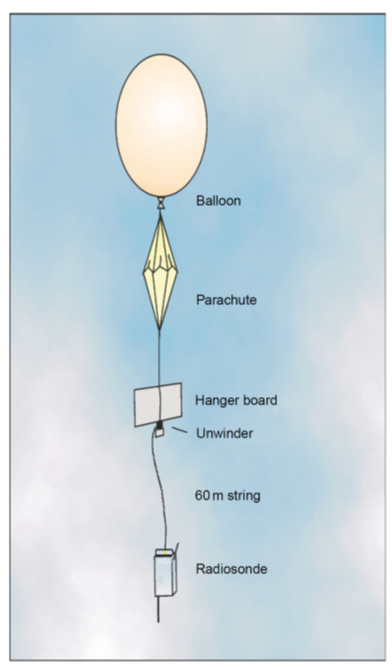 Balloon
Parachute
Hanger board
Unwinder
60 m string
Radiosonde